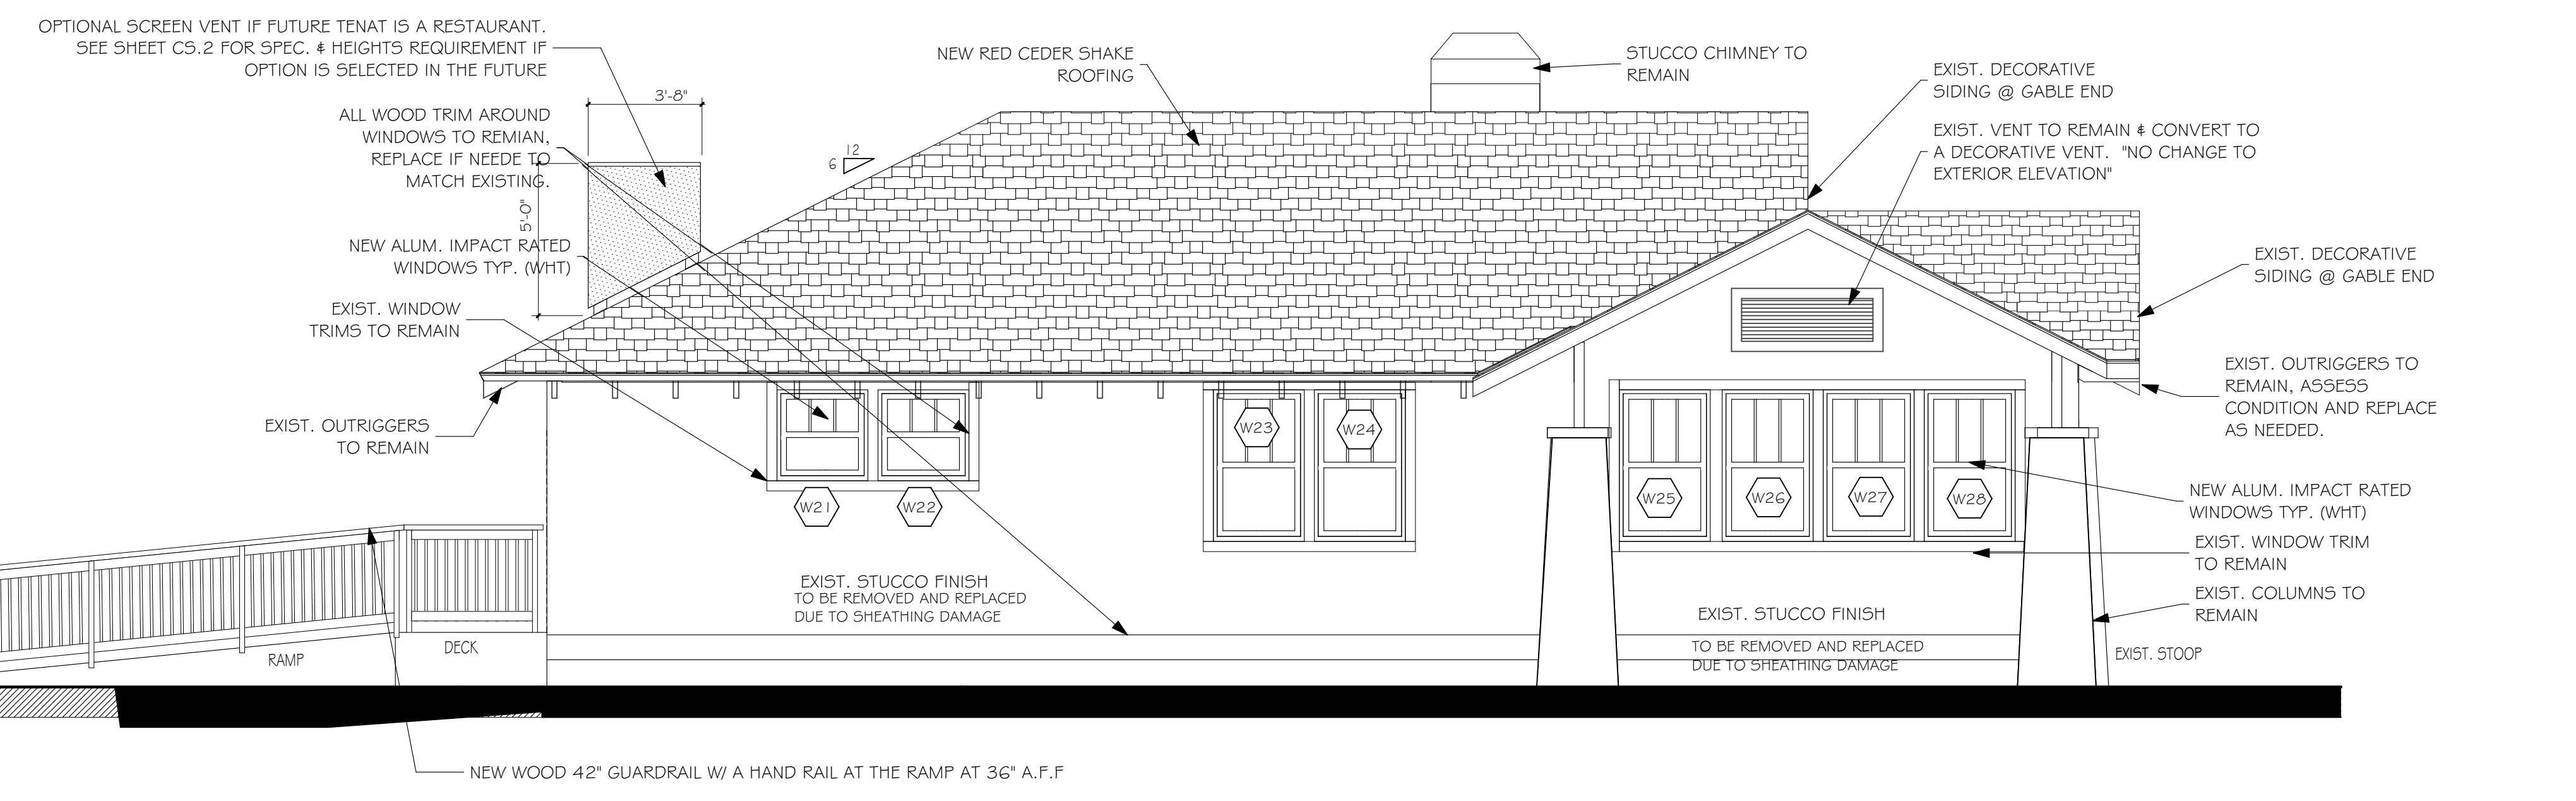 OPTIONAL SCREEN VENT IF FUTURE TENAT IS A RESTAURANT.
SEE SHEET CS.2 FOR SPEC. & HEIGHTS REQUIREMENT IF
OPTION IS SELECTED IN THE FUTURE
ALL WOOD TRIM AROUND
WINDOWS TO REMIAN,
REPLACE IF NEEDE TO
MATCH EXISTING.
3'-8"
5'-0"
NEW ALUM. IMPACT RATED
WINDOWS TYP. (WHT)
EXIST. WINDOW
TRIMS TO REMAIN
EXIST. OUTRIGGERS
TO REMAIN
12
6
NEW RED CEDER SHAKE
ROOFING
STUCCO CHIMNEY TO
REMAIN
EXIST. DECORATIVE
SIDING @ GABLE END
EXIST. VENT TO REMAIN & CONVERT TO
A DECORATIVE VENT. "NO CHANGE TO
EXTERIOR ELEVATION"
EXIST. DECORATIVE
SIDING @ GABLE END
EXIST. OUTRIGGERS TO
REMAIN, ASSESS
CONDITION AND REPLACE
AS NEEDED.
NEW ALUM. IMPACT RATED
WINDOWS TYP. (WHT)
EXIST. WINDOW TRIM
TO REMAIN
EXIST. COLUMNS TO
REMAIN
EXIST. STOOP
W21
W22
W23
W24
W25
W26
W27
W28
EXIST. STUCCO FINISH
TO BE REMOVED AND REPLACED
DUE TO SHEATHING DAMAGE
EXIST. STUCCO FINISH
TO BE REMOVED AND REPLACED
DUE TO SHEATHING DAMAGE
RAMP
DECK
NEW WOOD 42" GUARDRAIL W/ A HAND RAIL AT THE RAMP AT 36" A.F.F